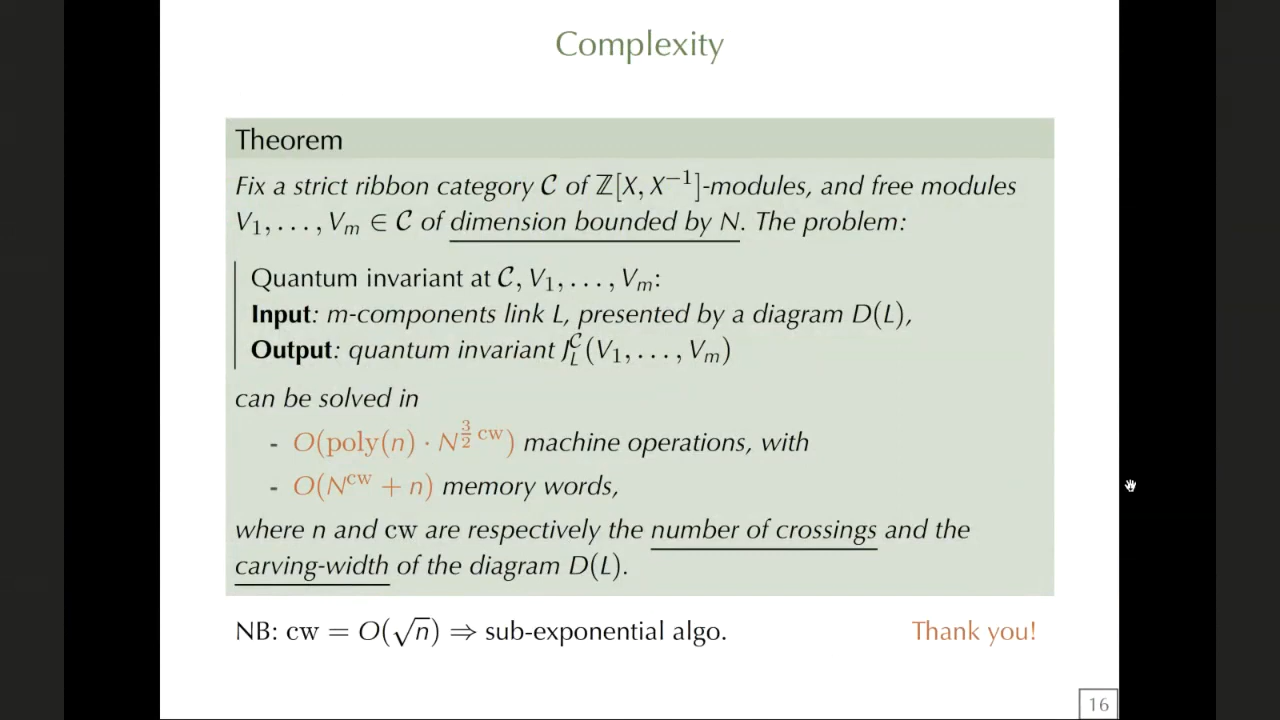 Complexity
Theorem
Fix a strict ribbon category 𝒞 of ℤ[X, X⁻¹]-modules, and free modules
V₁, . . . , Vₘ ∈ 𝒞 of dimension bounded by N. The problem:
Quantum invariant at 𝒞, V₁, . . . , Vₘ:
Input: m-components link L, presented by a diagram D(L),
Output: quantum invariant J_L^𝒞(V₁, . . . , Vₘ)
can be solved in
- O(poly(n) · N^{3/2 cw}) machine operations, with
- O(N^{cw} + n) memory words,
where n and cw are respectively the number of crossings and the
carving-width of the diagram D(L).
NB: cw = O(√n) ⇒ sub-exponential algo.
Thank you!
16